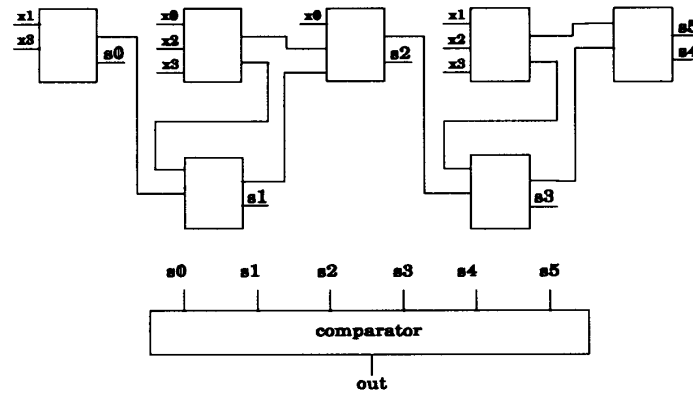 x1
x3
s0
x0
x2
x3
s1
x0
s2
x1
x2
x3
s3
s5
s4
s0 s1 s2 s3 s4 s5
comparator
out